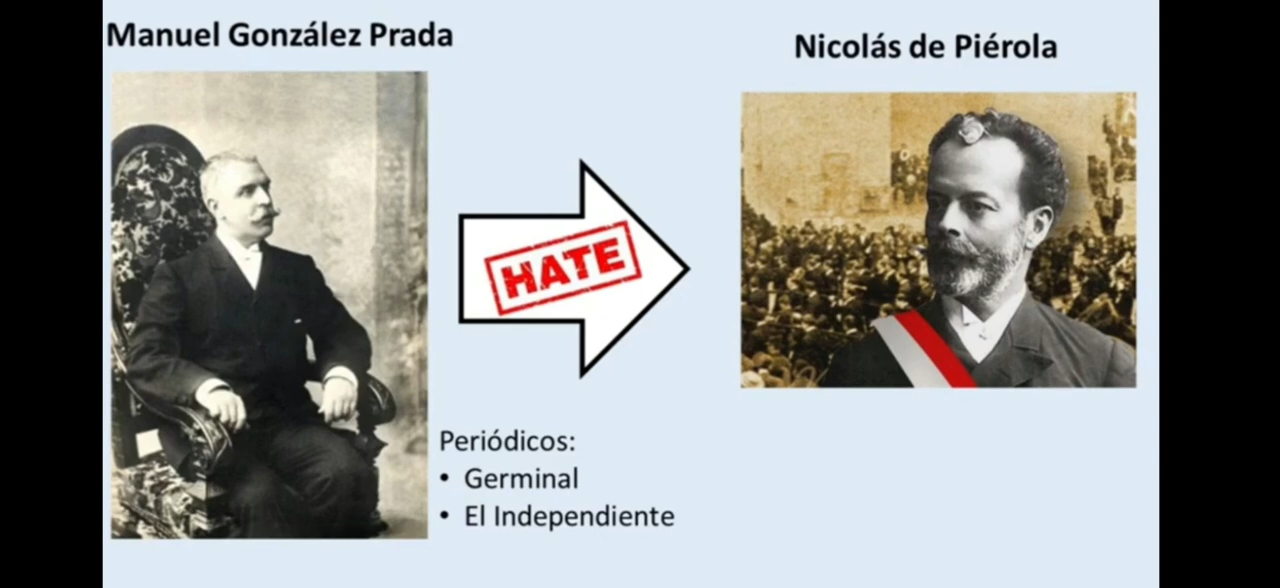 Manuel González Prada
Nicolás de Piérola
HATE
Periódicos:
• Germinal
• El Independiente